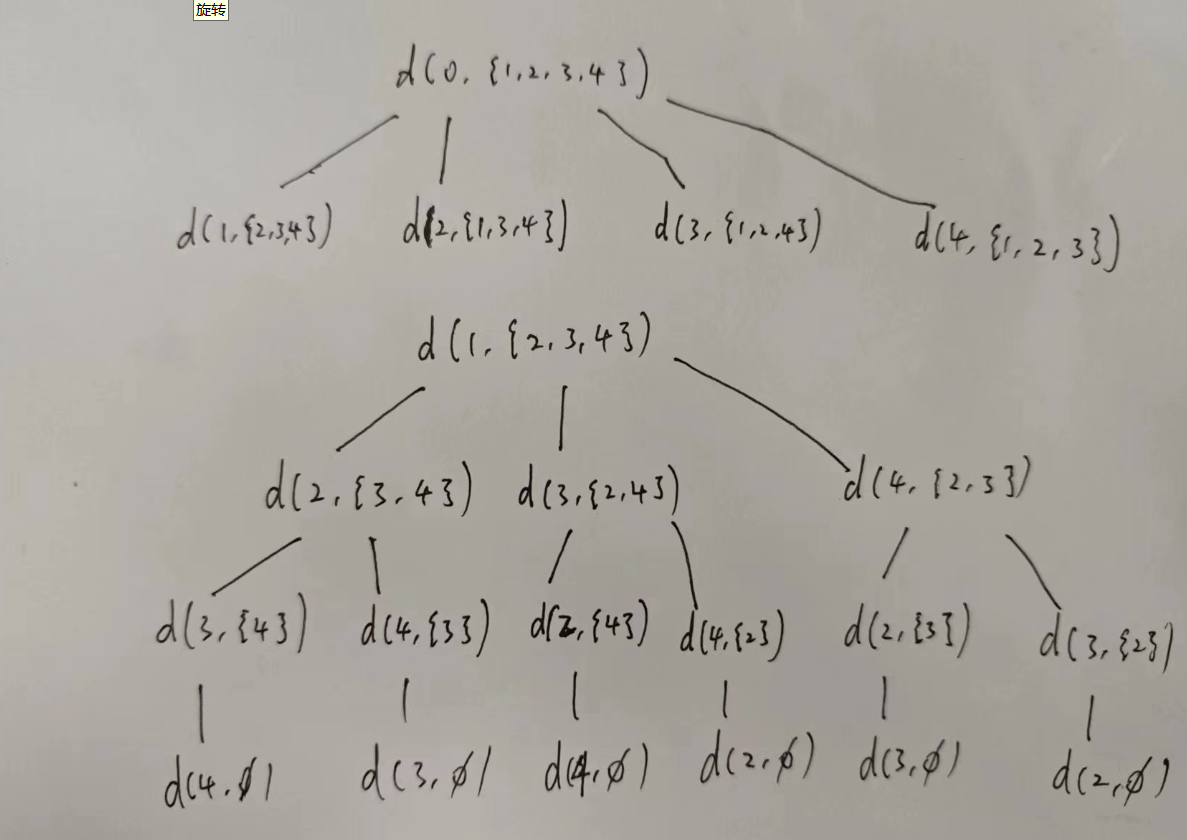 旋转
d(0, {1,2,3,4})
d(1,{2,3,4}) d(2,{1,3,4}) d(3,{1,2,4}) d(4,{1,2,3})
d(1,{2,3,4})
d(2,{3,4}) d(3,{2,4}) d(4,{2,3})
d(3,{4}) d(4,{3}) d(2,{4}) d(4,{2}) d(2,{3}) d(3,{2})
d(4,∅) d(3,∅) d(4,∅) d(2,∅) d(3,∅) d(2,∅)